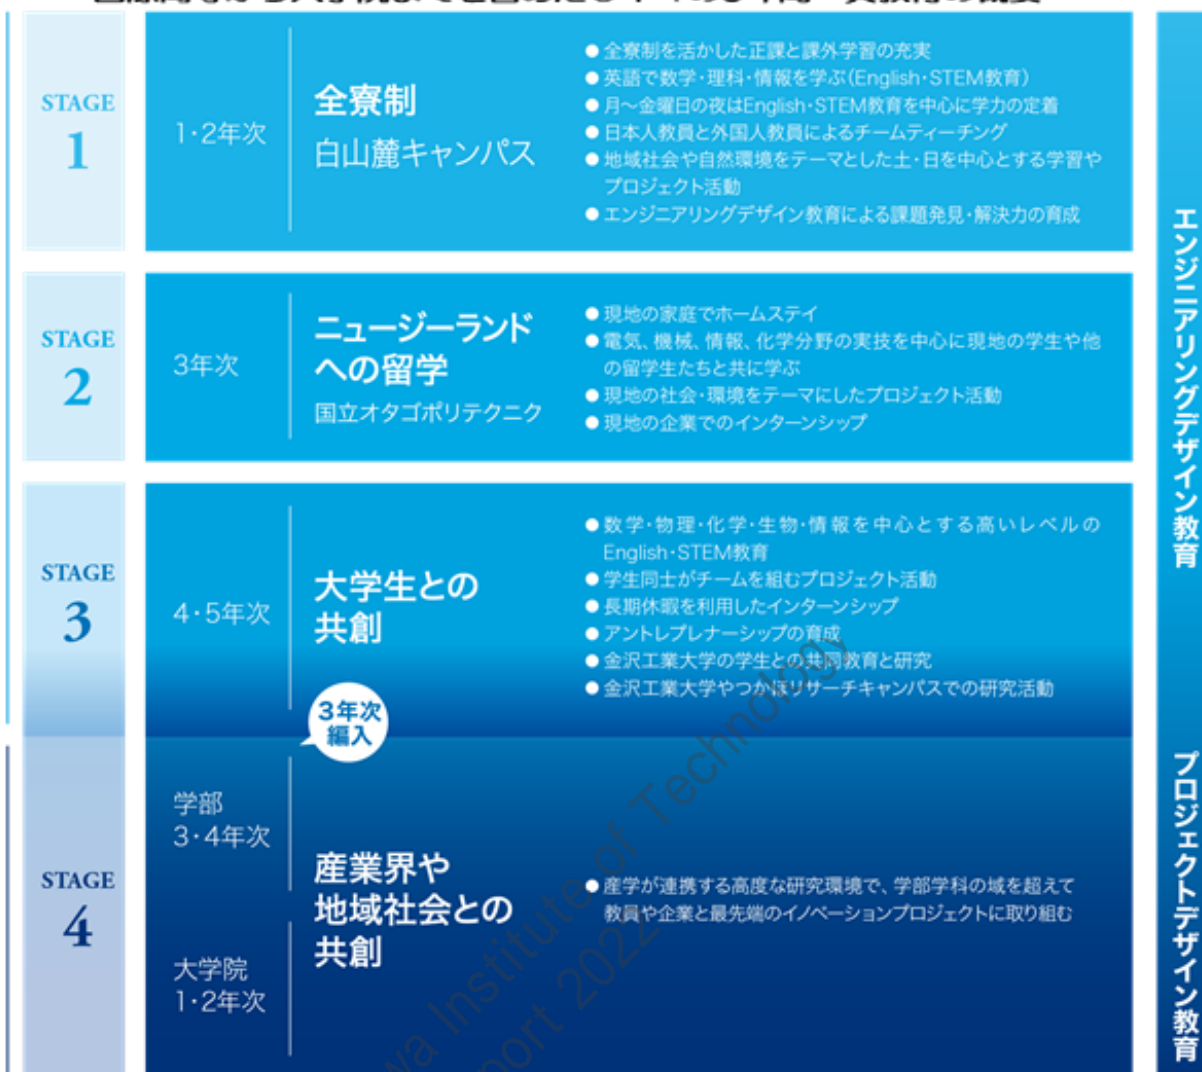 STAGE
1
1・2年次
全寮制
白山麓キャンパス
●全寮制を活かした正課と課外学習の充実
●英語で数学・理科・情報を学ぶ(English・STEM教育)
●月〜金曜日の夜はEnglish・STEM教育を中心に学力の定着
●日本人教員と外国人教員によるチームティーチング
●地域社会や自然環境をテーマとした土・日を中心とする学習や
プロジェクト活動
●エンジニアリングデザイン教育による課題発見・解決力の育成
STAGE
2
3年次
ニュージーランド
への留学
国立オタゴポリテクニク
●現地の家庭でホームステイ
●電気、機械、情報、化学分野の実技を中心に現地の学生や他
の留学生たちと共に学ぶ
●現地の社会・環境をテーマにしたプロジェクト活動
●現地の企業でのインターンシップ
STAGE
3
4・5年次
大学生との
共創
●数学・物理・化学・生物・情報を中心とする高いレベルの
English・STEM教育
●学生同士がチームを組むプロジェクト活動
●長期休暇を利用したインターンシップ
●アントレプレナーシップの育成
●金沢工業大学の学生との共同教育と研究
●金沢工業大学やつか保リサーチキャンパスでの研究活動
3年次
編入
STAGE
4
学部
3・4年次
大学院
1・2年次
産業界や
地域社会との
共創
●産学が連携する高度な研究環境で、学部学科の域を超えて
教員や企業と最先端のイノベーションプロジェクトに取り組む
エンジニアリングデザイン教育
プロジェクトデザイン教育
wa Institute of Technology
port 2022